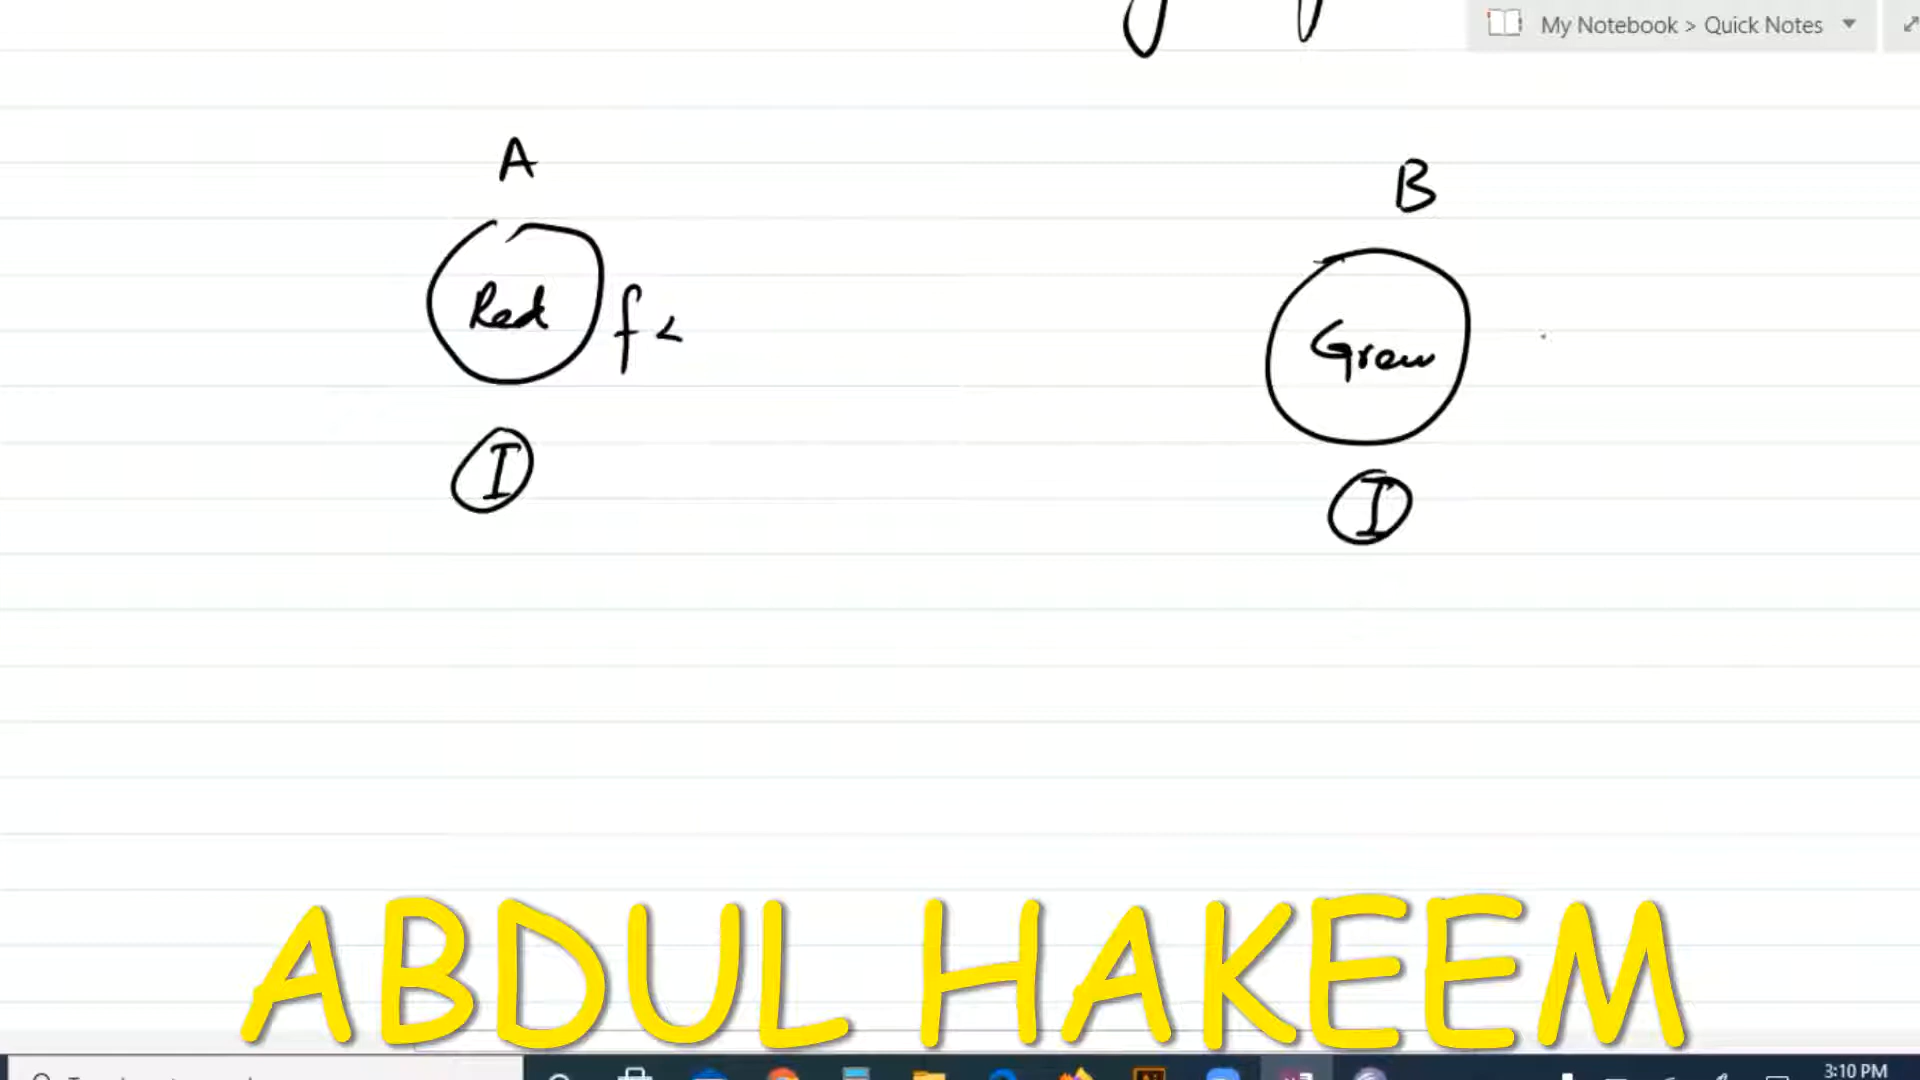 My Notebook > Quick Notes
A
B
Red
f <
Green
I
I
ABDUL HAKEEM
3:10 PM